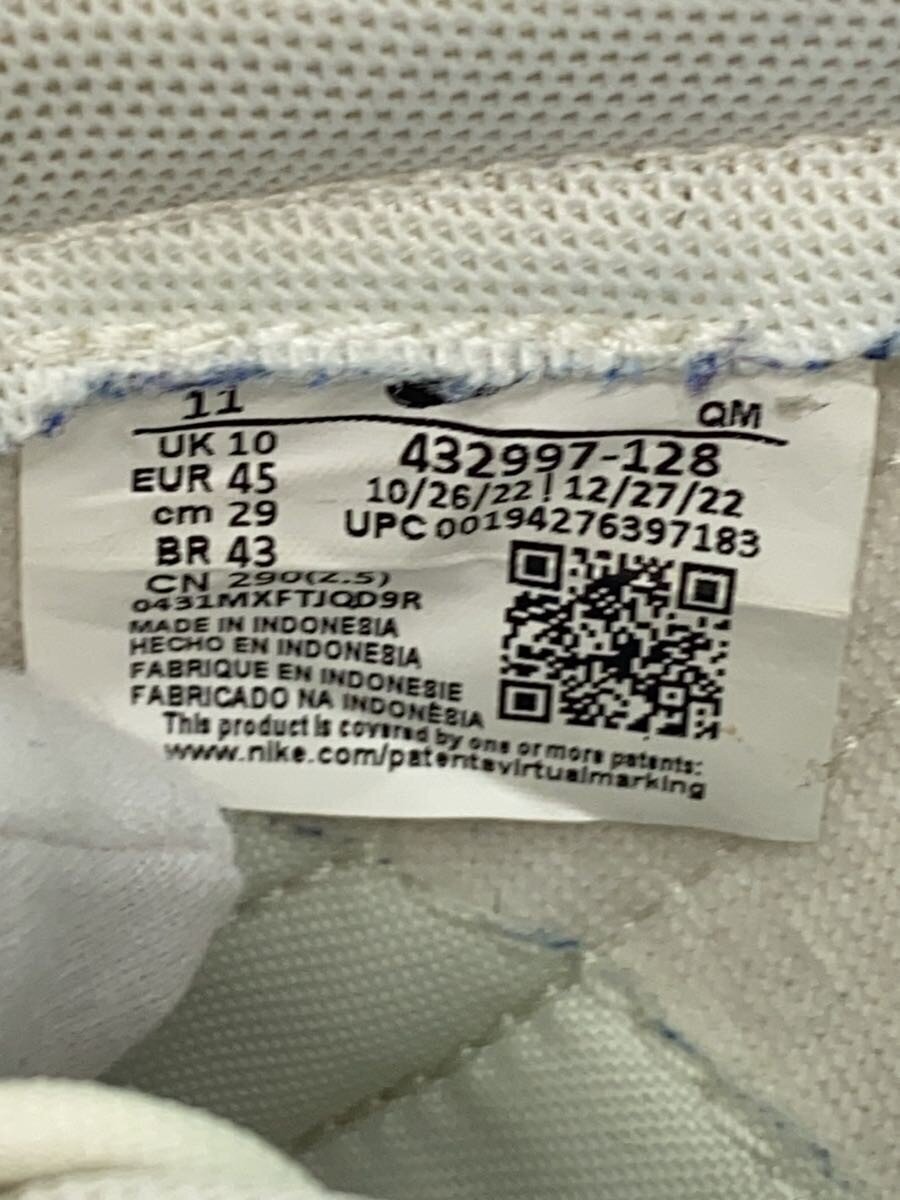 11
QM
UK 10
EUR 45
cm 29
BR 43
CN 290(2.5)
432997-128
10/26/22 ! 12/27/22
UPC 00194276397183
0431MXFTJQD9R
MADE IN INDONESIA
HECHO EN INDONESIA
FABRIQUE EN INDONESIE
FABRICADO NA INDONÉSIA
This product is covered by one or more patents:
www.nike.com/patentsvirtualmarking